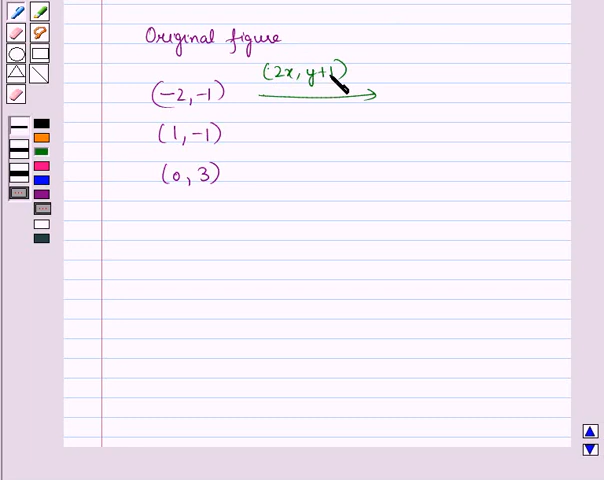 Original figure
(2x, y+1)
(-2, -1)
(1, -1)
(0, 3)